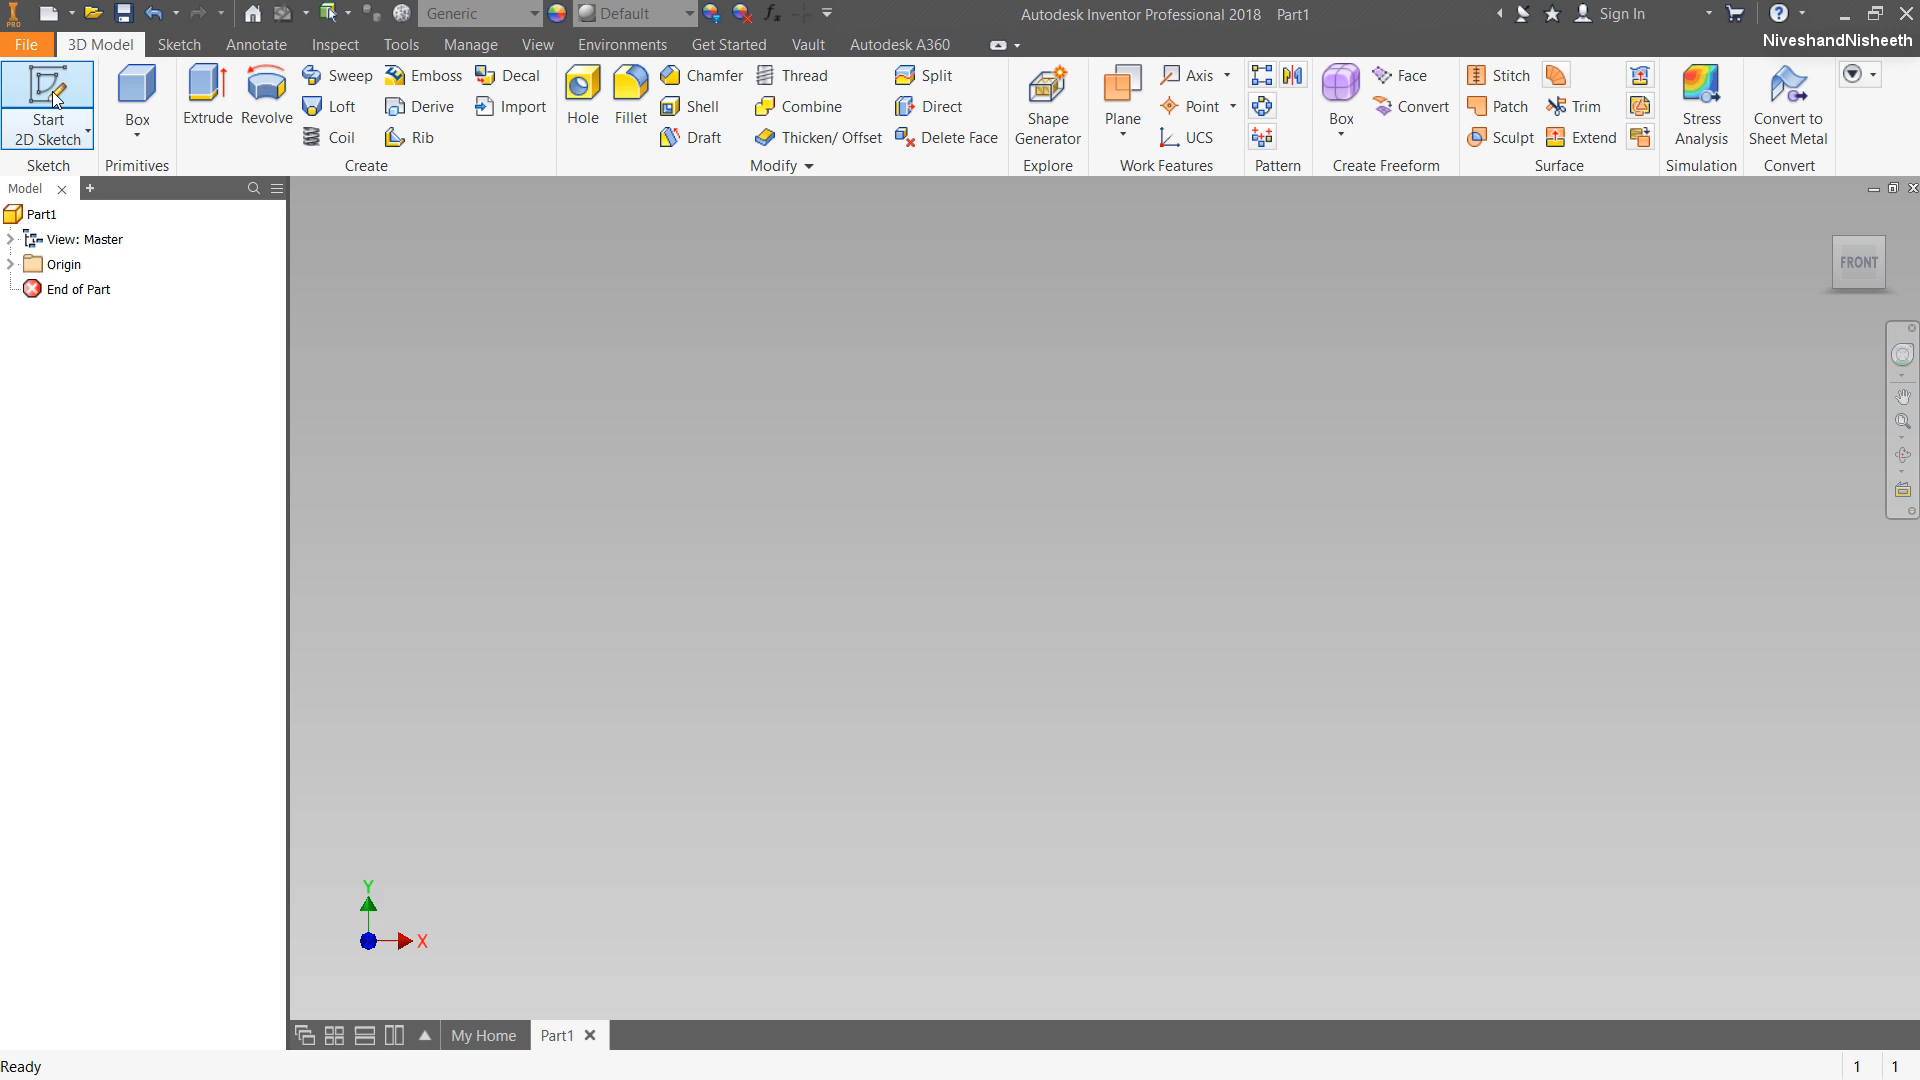 PRO Generic Default fx Autodesk Inventor Professional 2018 Part1 Sign In
File 3D Model Sketch Annotate Inspect Tools Manage View Environments Get Started Vault Autodesk A360 NiveshandNisheeth
Start 2D Sketch
Sketch
Box
Primitives
Extrude Revolve
Sweep Emboss Decal
Loft Derive Import
Coil Rib
Create
Hole Fillet
Chamfer Thread Split
Shell Combine Direct
Draft Thicken/ Offset Delete Face
Modify
Shape Generator
Explore
Plane
Axis
Point
UCS
Work Features
Pattern
Box
Face
Convert
Create Freeform
Stitch
Patch Trim
Sculpt Extend
Surface
Stress Analysis
Simulation
Convert to Sheet Metal
Convert
Model
Part1
View: Master
Origin
End of Part
FRONT
Y
X
My Home Part1
Ready 1 1